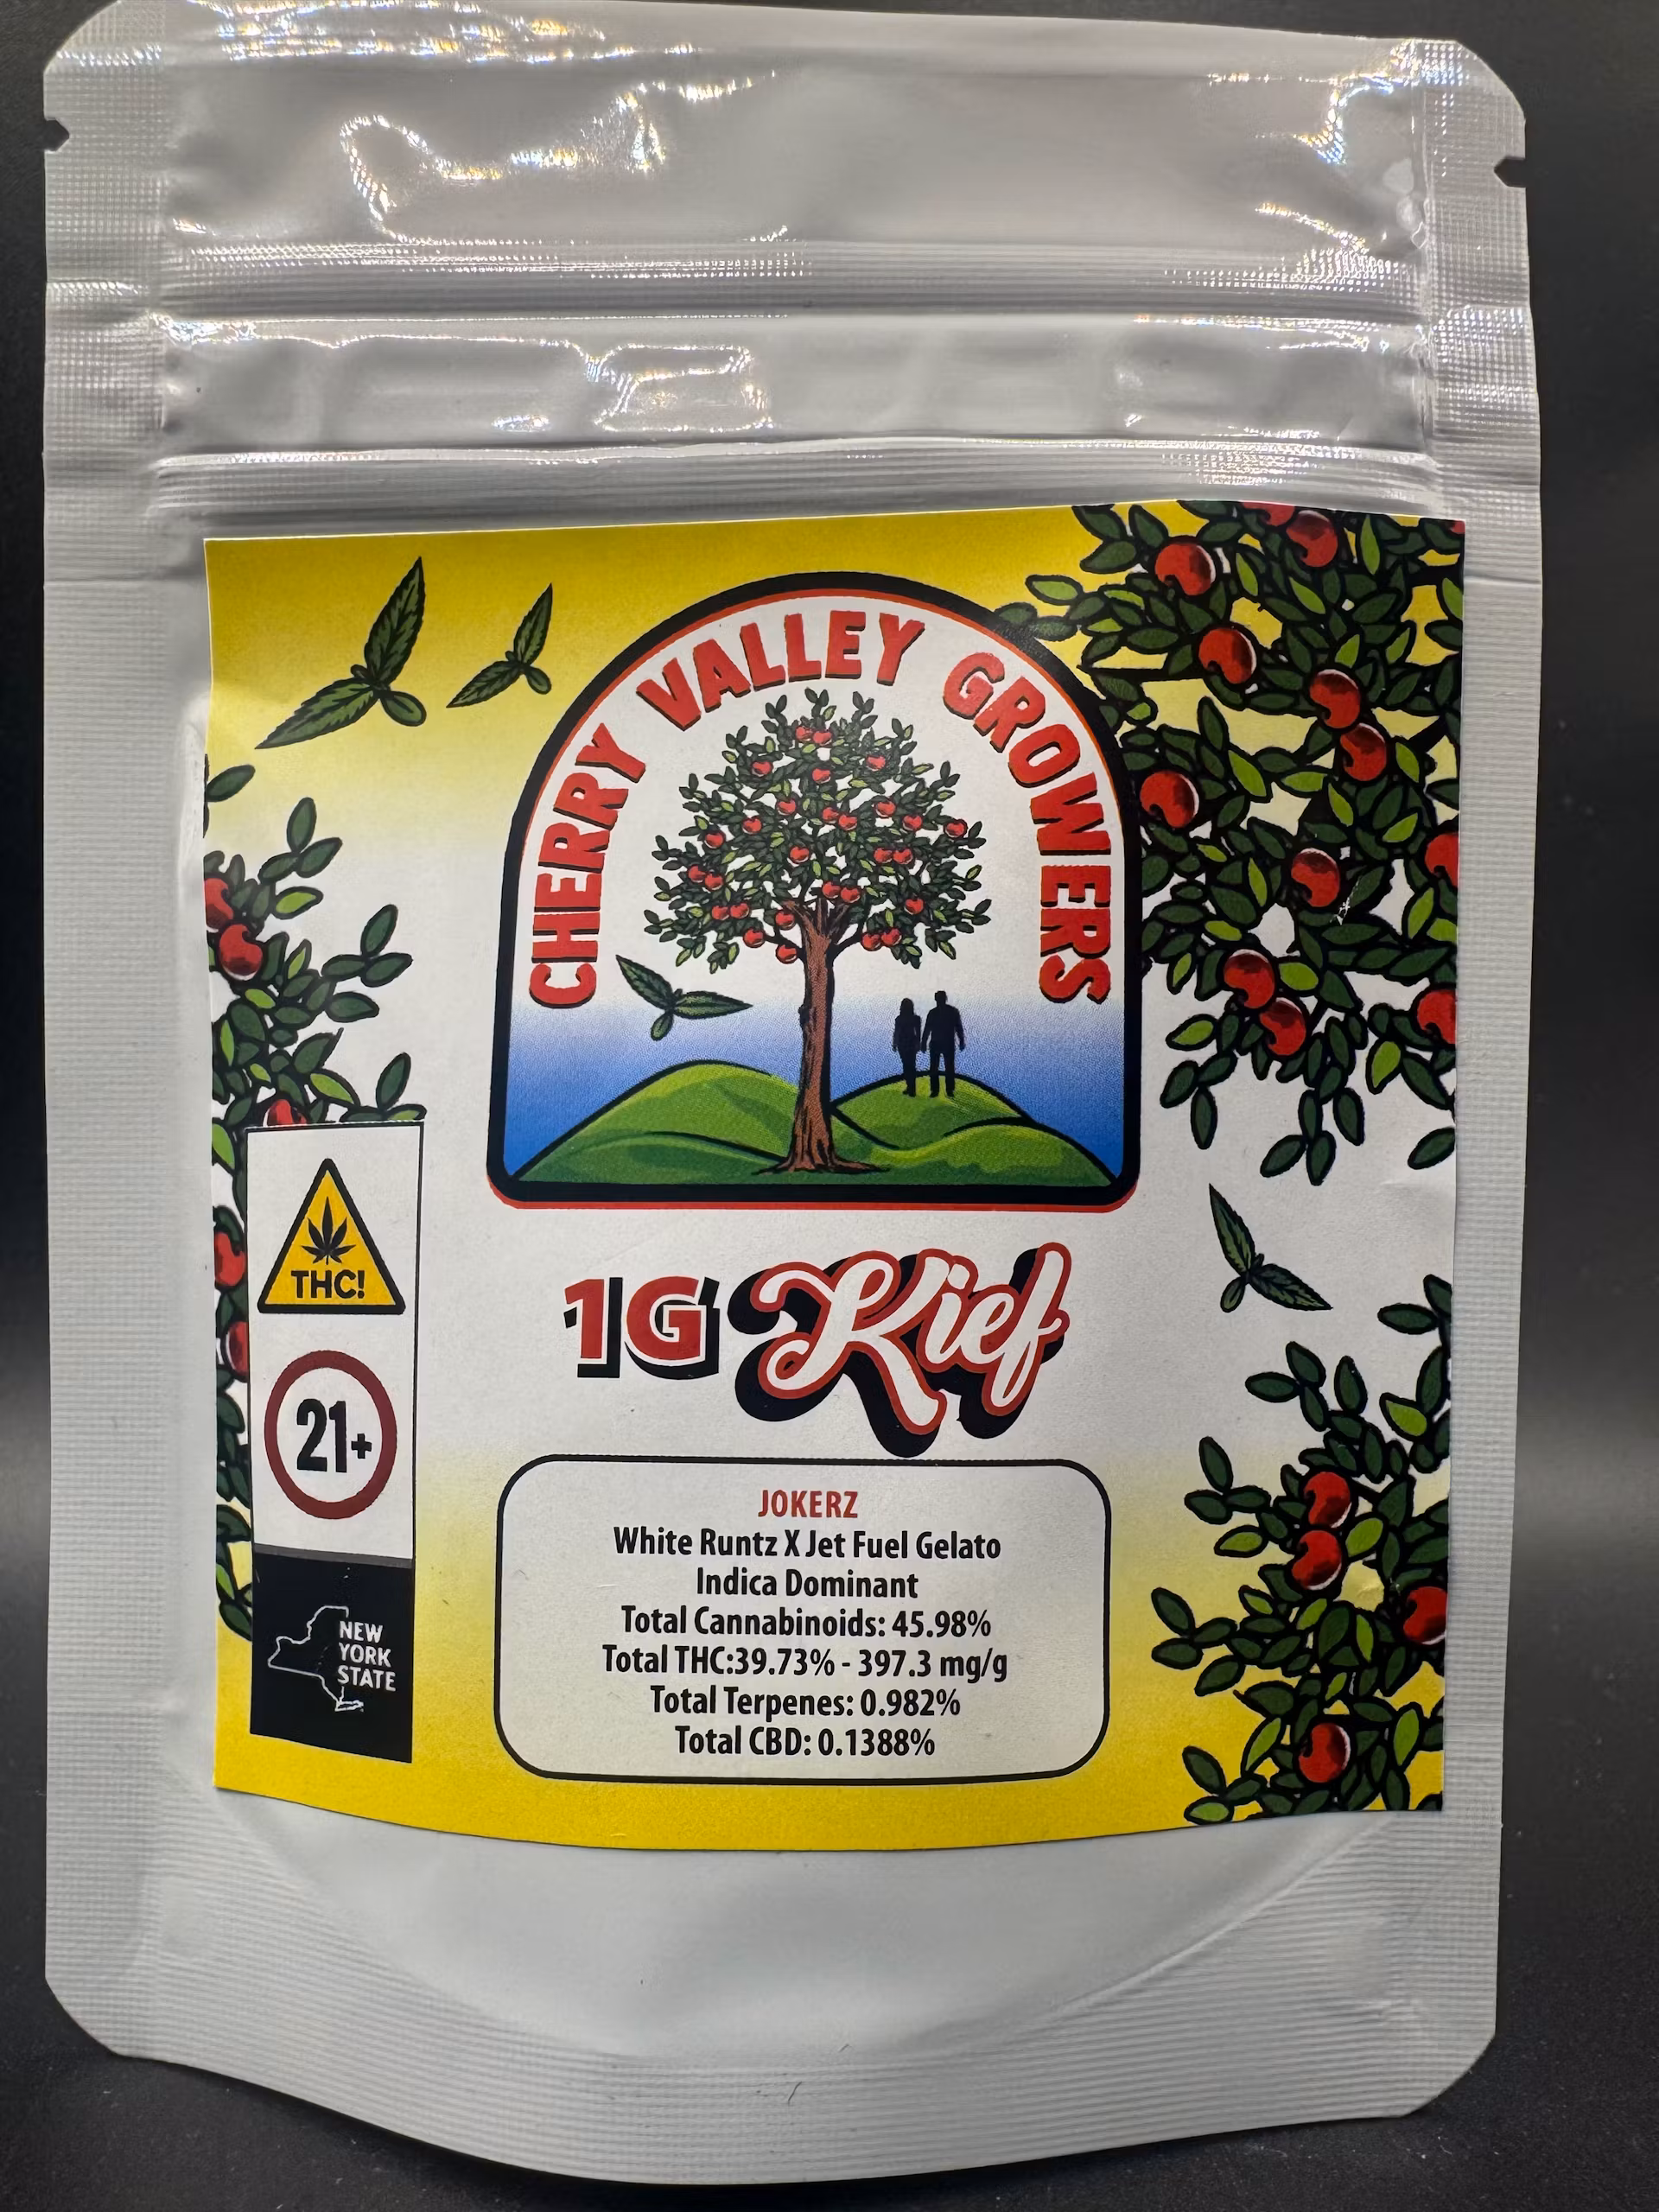 CHERRY VALLEY GROWERS
1G Kief
THC!
21+
NEW
YORK
STATE
JOKERZ
White Runtz X Jet Fuel Gelato
Indica Dominant
Total Cannabinoids: 45.98%
Total THC:39.73% - 397.3 mg/g
Total Terpenes: 0.982%
Total CBD: 0.1388%